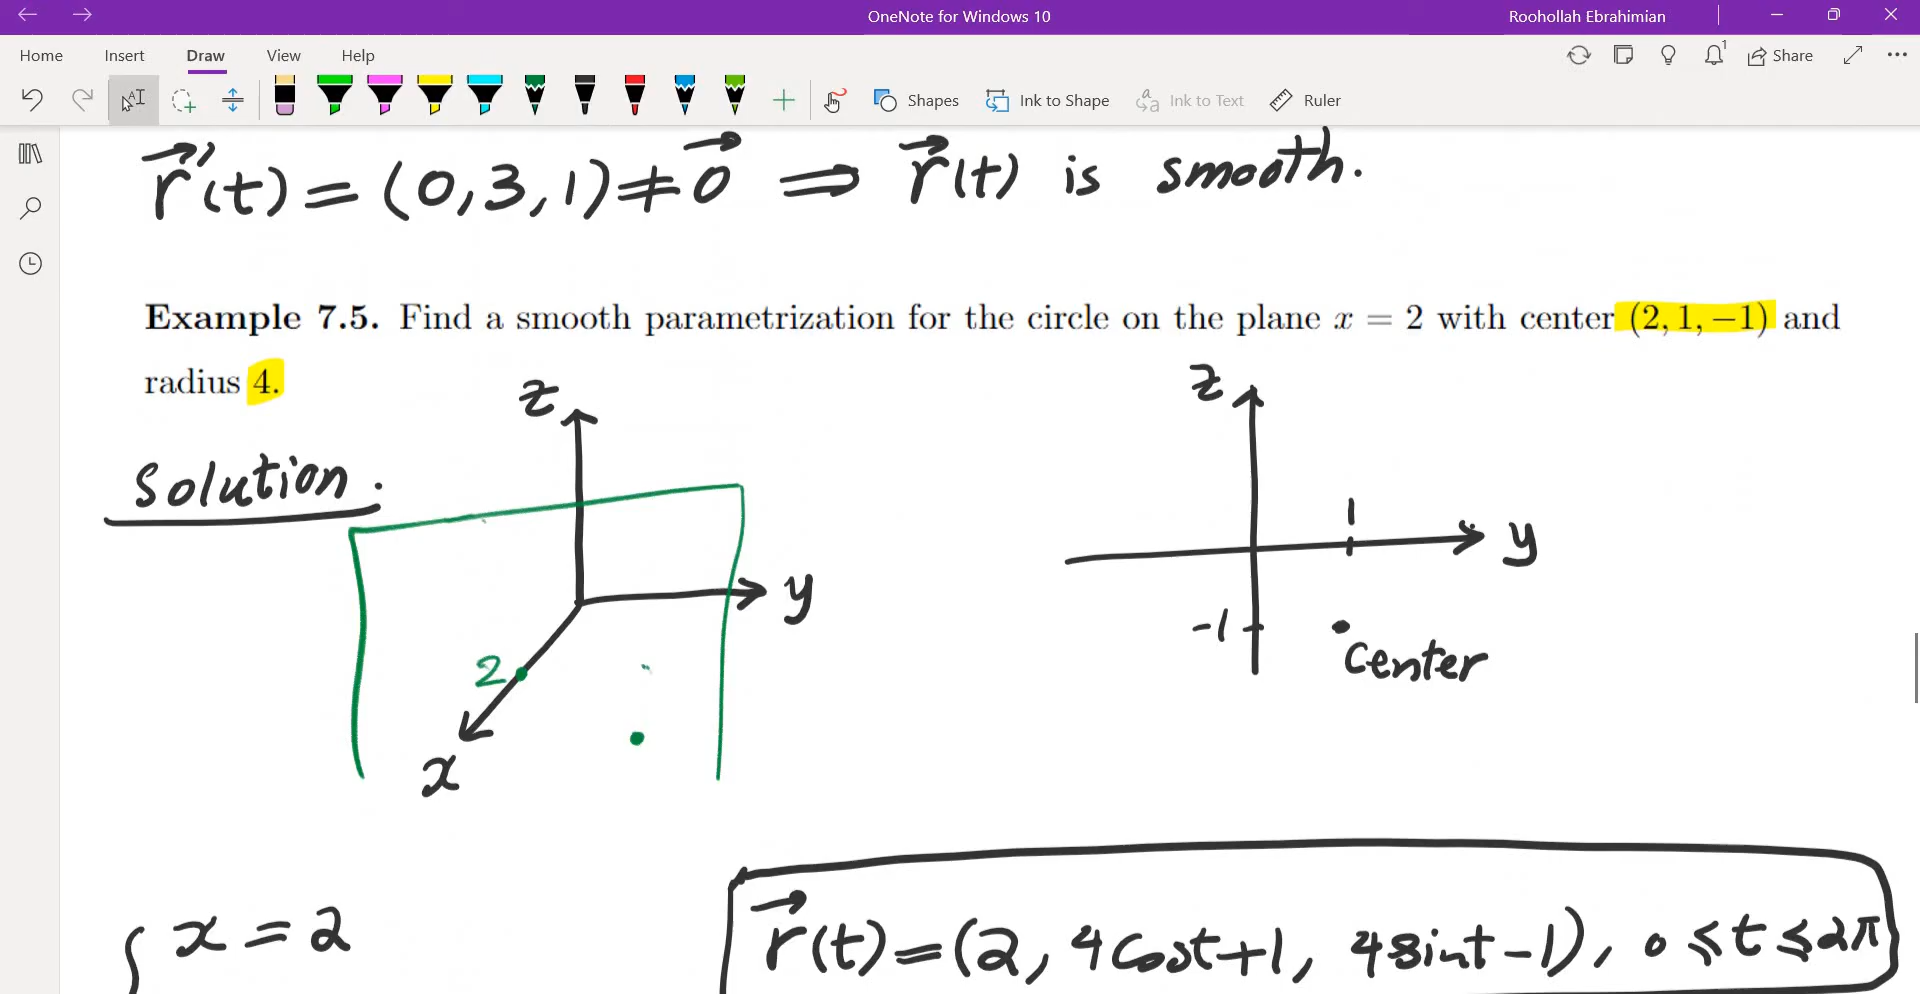 OneNote for Windows 10
Roohollah Ebrahimian
Home Insert Draw View Help
1
Share
Shapes Ink to Shape Ink to Text Ruler
r⃗'(t) = (0, 3, 1) ≠ 0⃗ ⟹ r⃗(t) is smooth.
Example 7.5. Find a smooth parametrization for the circle on the plane x = 2 with center (2, 1, −1) and
radius 4.
Solution:
z
y
2
x
z
1
y
-1
center
x = 2
r⃗(t) = (2, 4cost+1, 4sint-1), 0 ≤ t ≤ 2π